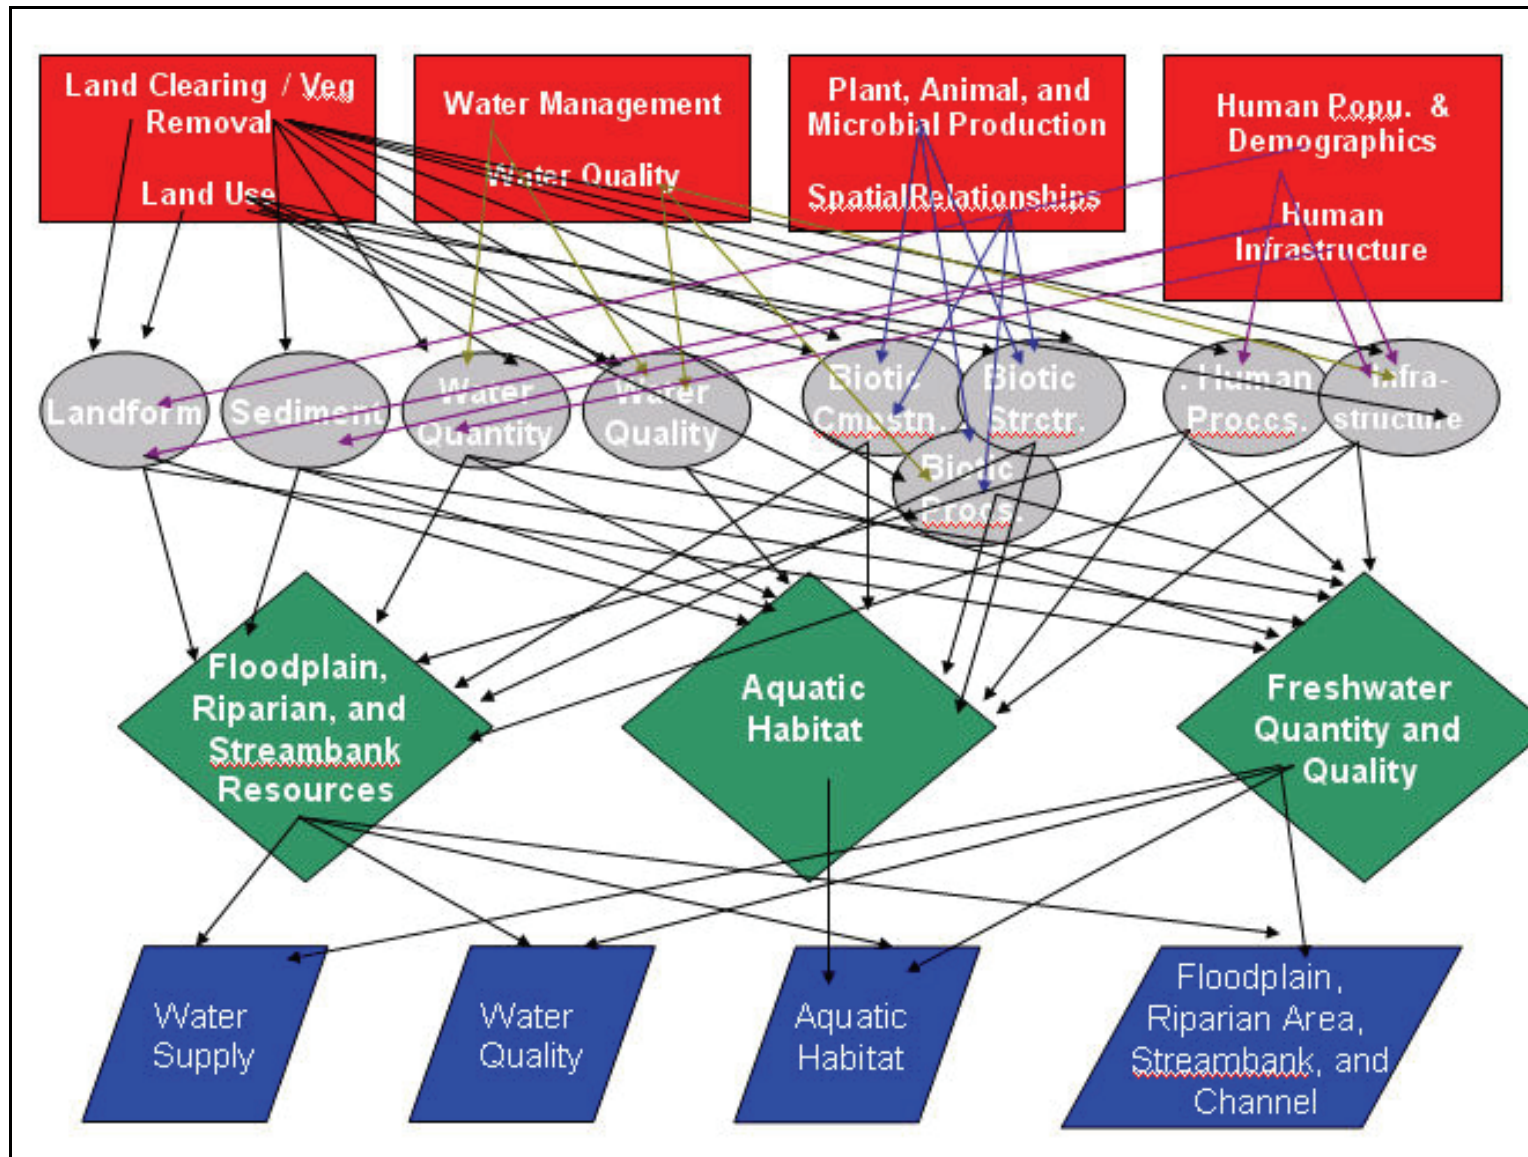 Land Clearing / Veg
Removal
Land Use
Water Management
Water Quality
Plant, Animal, and
Microbial Production
SpatialRelationships
Human Popu. &
Demographics
Human
Infrastructure
Landform
Sediment
Water
Quantity
Water
Quality
Biotic
Cmpstn.
Biotic
Strctr.
Biotic
Procs.
. Human
Proccs.
Infra-
structure
Floodplain,
Riparian, and
Streambank
Resources
Aquatic
Habitat
Freshwater
Quantity and
Quality
Water
Supply
Water
Quality
Aquatic
Habitat
Floodplain,
Riparian Area,
Streambank, and
Channel